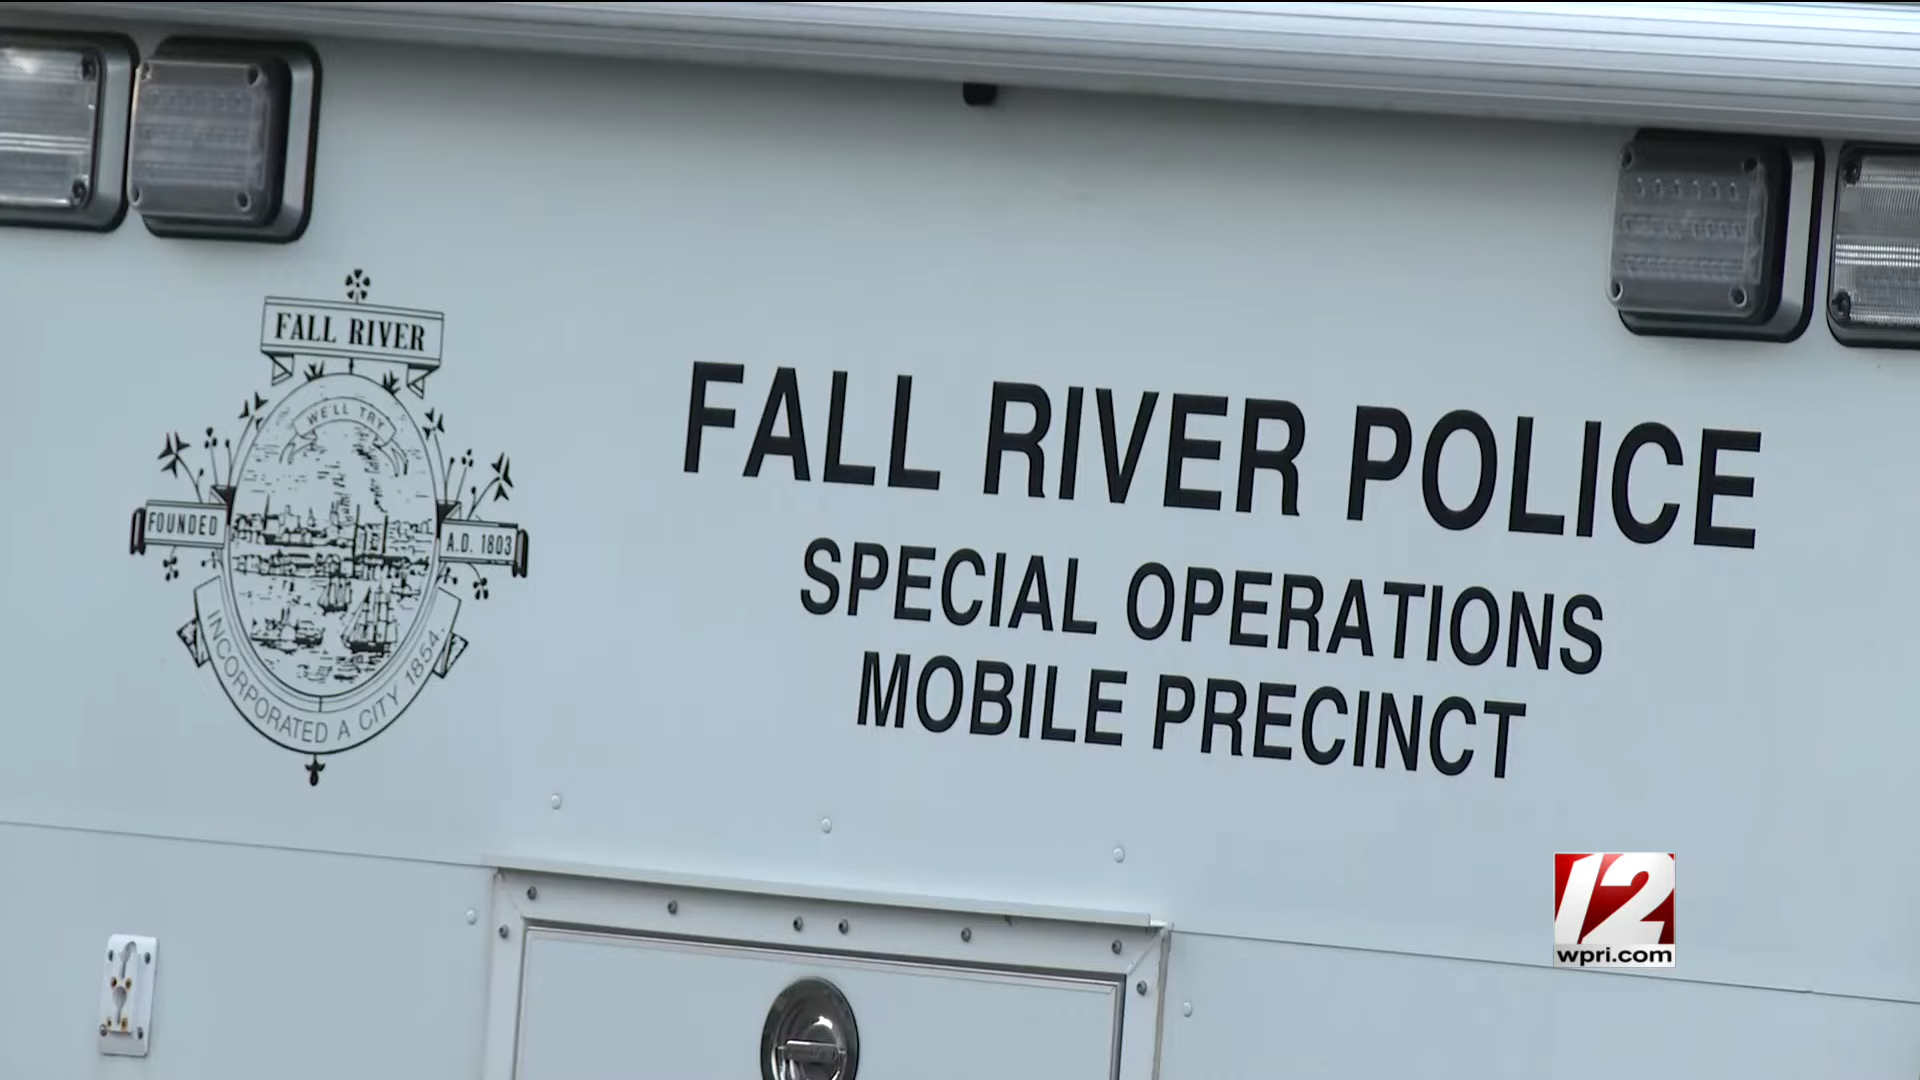 FALL RIVER
WE'LL TRY
FOUNDED
A.D. 1803
INCORPORATED A CITY 1854.
FALL RIVER POLICE
SPECIAL OPERATIONS
MOBILE PRECINCT
12
wpri.com